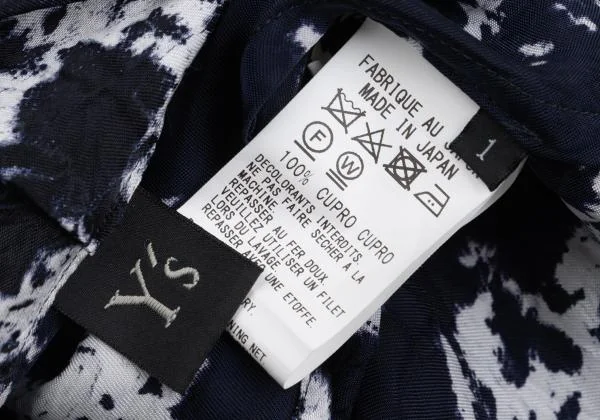 FABRIQUE AU
MADE IN JAPAN
1
F
W
100% CUPRO CUPRO
DECOLORANTS INTERDITS.
NE PAS FAIRE SECHER A LA
MACHINE.
REPASSER AU FER DOUX.
VEUILLEZ UTILISER UN FILET
LORS DU LAVAGE.
REPASSER UNE ETOFFE
NET
Y's